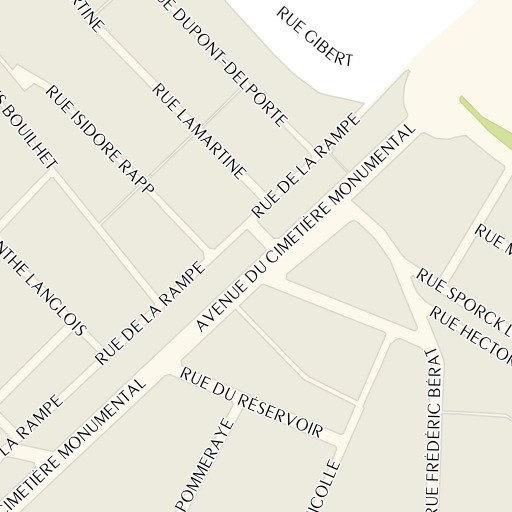 RUE GIBERT
RUE DUPONT-DELPORTE
RUE LAMARTINE
RUE ISIDORE RAPP
BOUILHET
RUE DE LA RAMPE
AVENUE DU CIMETIÈRE MONUMENTAL
RUE SPORCK
RUE HECTOR
LANGLOIS
RUE DE LA RAMPE
RUE DU RÉSERVOIR
RUE FRÉDÉRIC BÉRAT
LA RAMPE
CIMETIÈRE MONUMENTAL
POMMERAYE